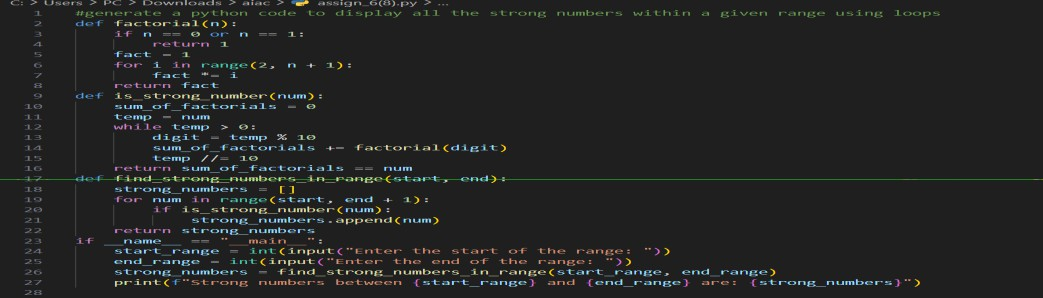 C: > Users > PC > Downloads > aiac > assign_6(8).py > ...
1 #generate a python code to display all the strong numbers within a given range using loops
2 def factorial(n):
3 if n == 0 or n == 1:
4 return 1
5 fact = 1
6 for i in range(2, n + 1):
7 fact *= i
8 return fact
9 def is_strong_number(num):
10 sum_of_factorials = 0
11 temp = num
12 while temp > 0:
13 digit = temp % 10
14 sum_of_factorials += factorial(digit)
15 temp //= 10
16 return sum_of_factorials == num
17 def find_strong_numbers_in_range(start, end):
18 strong_numbers = []
19 for num in range(start, end + 1):
20 if is_strong_number(num):
21 strong_numbers.append(num)
22 return strong_numbers
23 if __name__ == "__main__":
24 start_range = int(input("Enter the start of the range: "))
25 end_range = int(input("Enter the end of the range: "))
26 strong_numbers = find_strong_numbers_in_range(start_range, end_range)
27 print(f"Strong numbers between {start_range} and {end_range} are: {strong_numbers}")
28